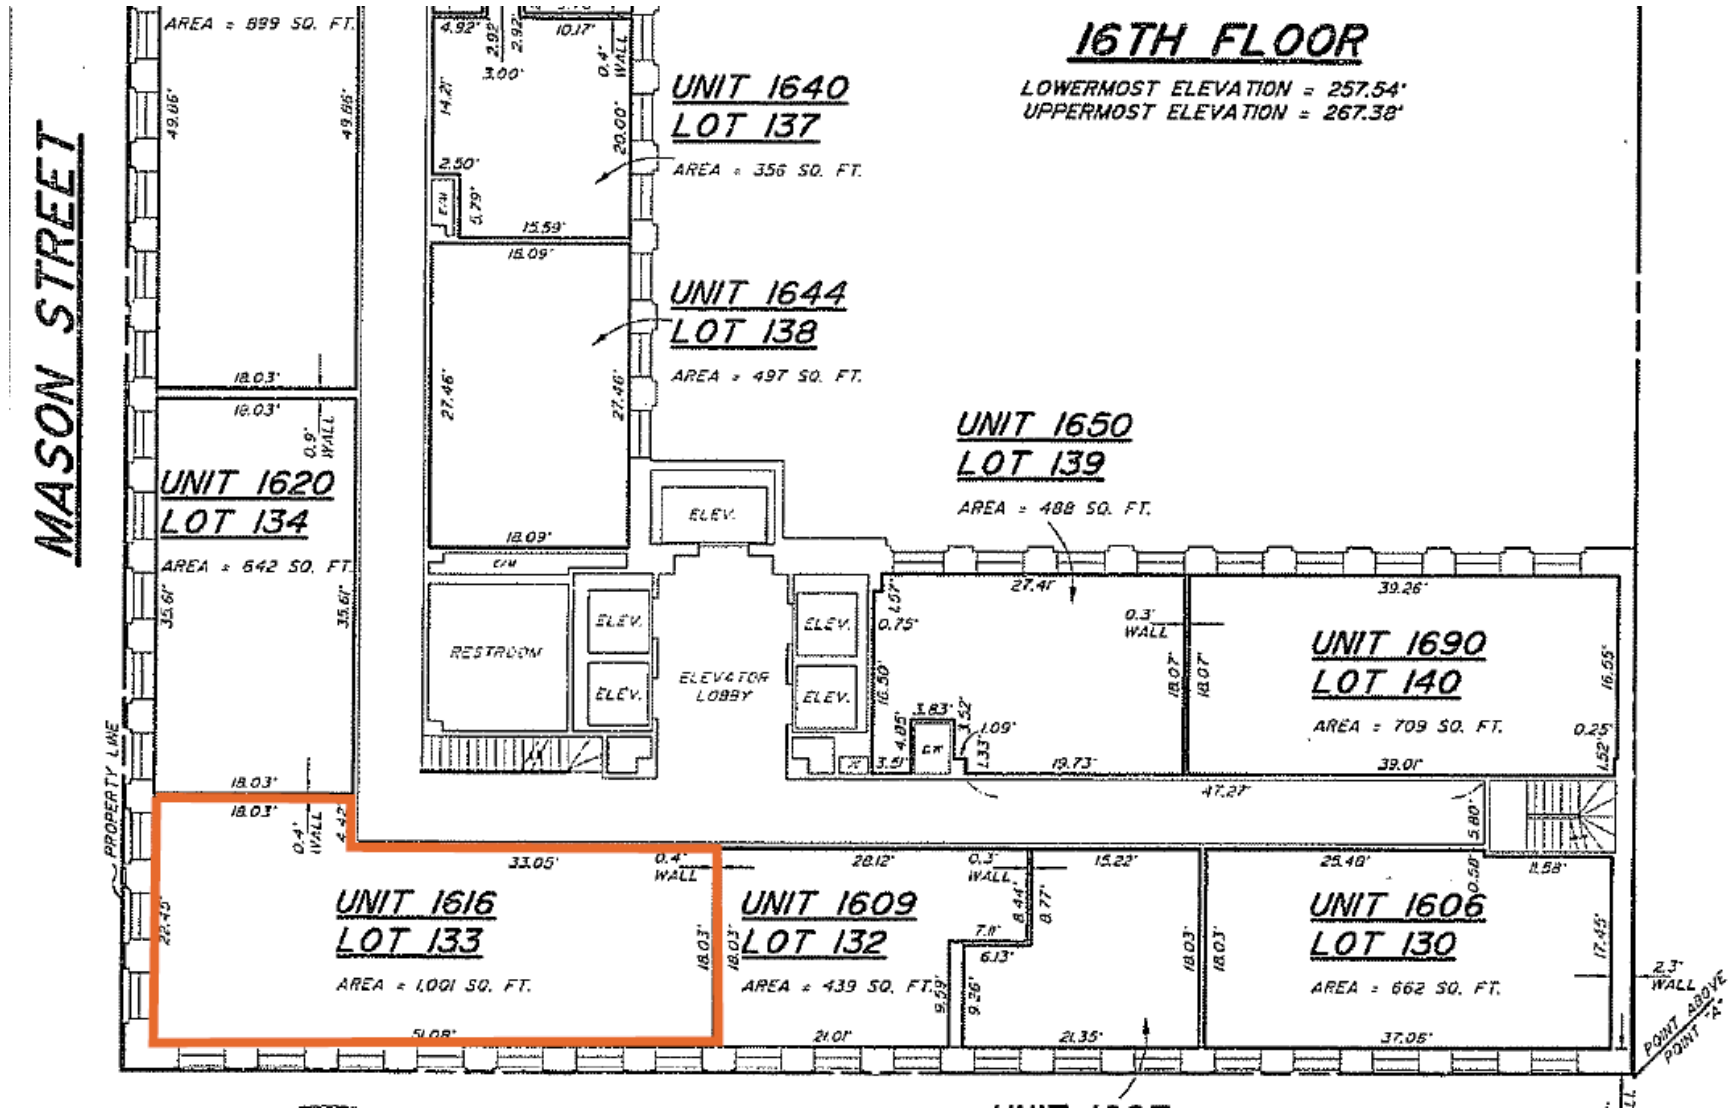 AREA = 899 SQ. FT.
49.86'
49.86'
18.03'
MASON STREET
16TH FLOOR
LOWERMOST ELEVATION = 257.54'
UPPERMOST ELEVATION = 267.38'
4.92'
2.92'
2.92'
10.17'
3.00'
0.4'
WALL
14.21'
20.00'
2.50'
E/M
5.79'
15.59'
UNIT 1640
LOT 137
AREA = 356 SQ. FT.
18.09'
27.46'
27.46'
18.09'
UNIT 1644
LOT 138
AREA = 497 SQ. FT.
18.03'
0.9'
WALL
UNIT 1620
LOT 134
AREA = 642 SQ. FT.
35.61'
35.61'
18.03'
E/M
RESTROOM
ELEV.
ELEV.
ELEV.
ELEVATOR
LOBBY
ELEV.
ELEV.
UNIT 1650
LOT 139
AREA = 488 SQ. FT.
27.41'
1.57'
0.75'
16.50'
0.3'
WALL
18.07'
4.85'
3.83'
3.52'
1.09'
1.33'
3.51'
19.73'
18.07'
39.26'
UNIT 1690
LOT 140
AREA = 709 SQ. FT.
16.55'
0.25'
1.52'
39.01'
47.27'
5.80'
PROPERTY LINE
18.03'
0.4'
WALL
4.42'
33.05'
0.4'
WALL
UNIT 1616
LOT 133
AREA = 1,001 SQ. FT.
22.45'
18.03'
51.08'
28.12'
0.3'
WALL
UNIT 1609
LOT 132
AREA = 439 SQ. FT.
18.03'
8.44'
8.77'
7.11'
6.13'
9.59'
9.26'
21.01'
15.22'
18.03'
21.35'
25.48'
0.58'
11.58'
UNIT 1606
LOT 130
AREA = 662 SQ. FT.
18.03'
17.45'
37.06'
2.3'
WALL
POINT ABOVE
POINT "A"